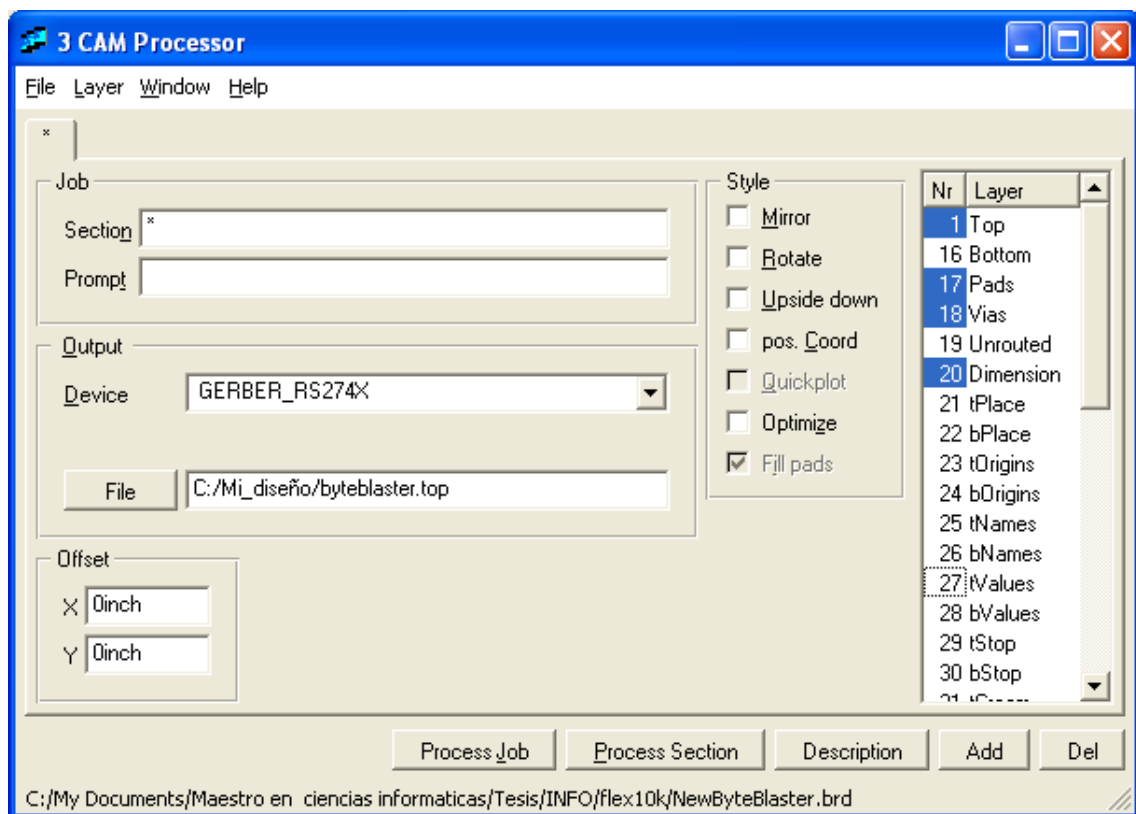 3 CAM Processor
File Layer Window Help
*
Job
Section *
Prompt
Output
Device GERBER_RS274X
File C:/Mi_diseño/byteblaster.top
Offset
X 0inch
Y 0inch
Style
Mirror
Rotate
Upside down
pos. Coord
Quickplot
Optimize
Fill pads
Nr Layer
1 Top
16 Bottom
17 Pads
18 Vias
19 Unrouted
20 Dimension
21 tPlace
22 bPlace
23 tOrigins
24 bOrigins
25 tNames
26 bNames
27 tValues
28 bValues
29 tStop
30 bStop
Process Job Process Section Description Add Del
C:/My Documents/Maestro en ciencias informaticas/Tesis/INFO/flex10k/NewByteBlaster.brd